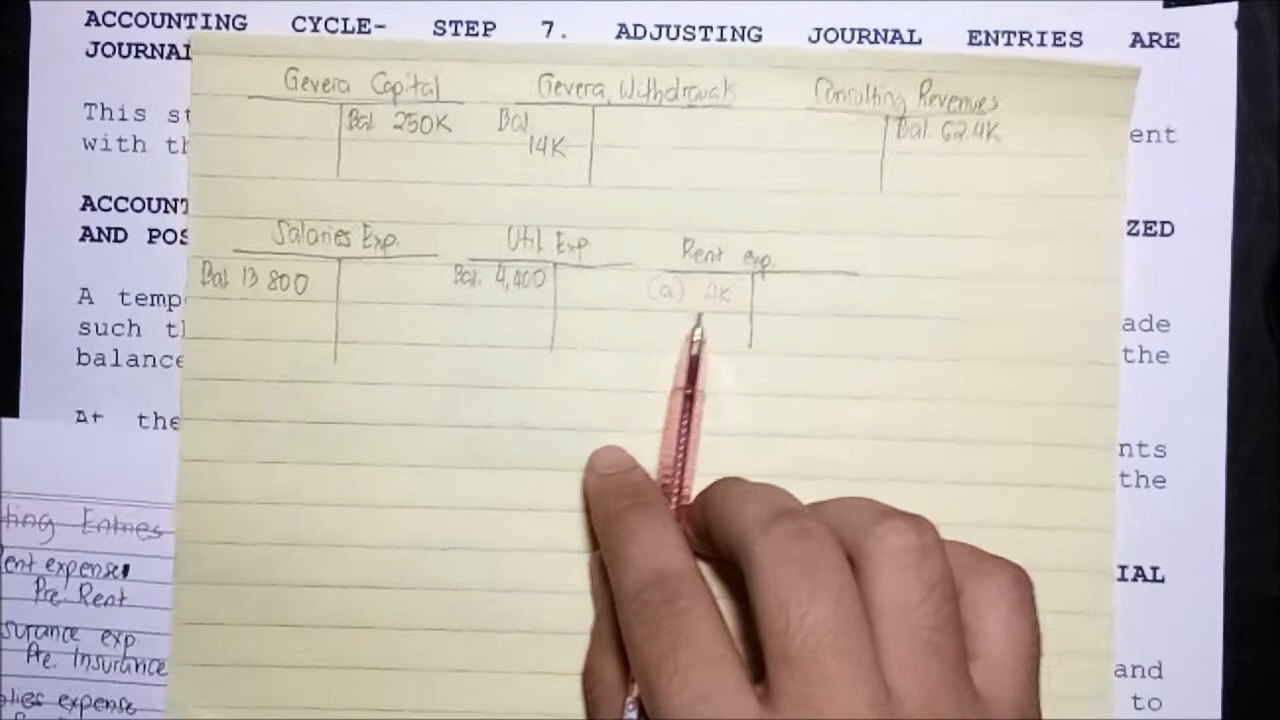 ACCOUNTING CYCLE- STEP 7. ADJUSTING JOURNAL ENTRIES ARE
JOURNAL
Gevera Capital
Gevera, Withdrawals
Consulting Revenues
Bal 250K
Bal.
14K
Bal. 62.4K
This st
ent
with th
ACCOUNT
ZED
AND POS
Salaries Exp.
Util Exp
Rent exp.
Bal 13 800
Bal. 4,400
(a) 4K
A temp
such th
ade
balance
the
At the
nts
the
ting Entries
ent expense
Pre Rent
IAL
surance exp
Pre. Insurance
and
plies expense
to